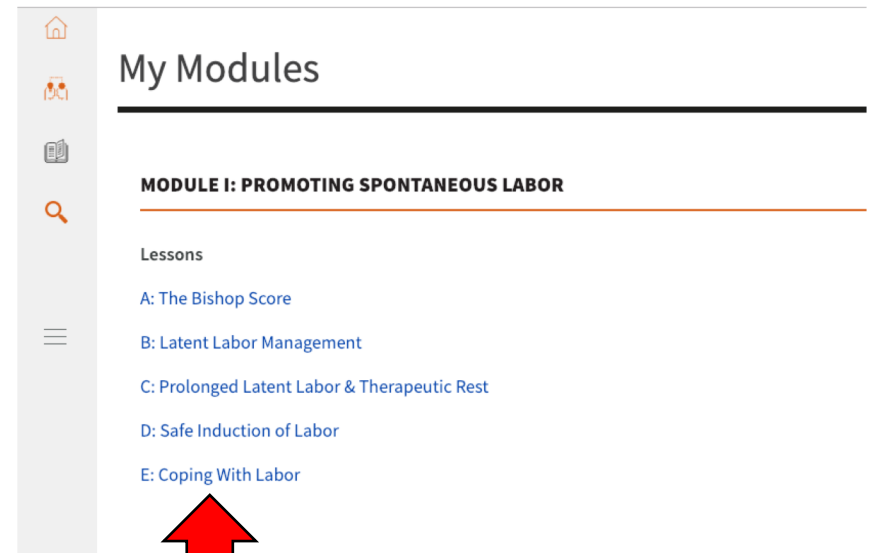 My Modules
MODULE I: PROMOTING SPONTANEOUS LABOR
Lessons
A: The Bishop Score
B: Latent Labor Management
C: Prolonged Latent Labor & Therapeutic Rest
D: Safe Induction of Labor
E: Coping With Labor